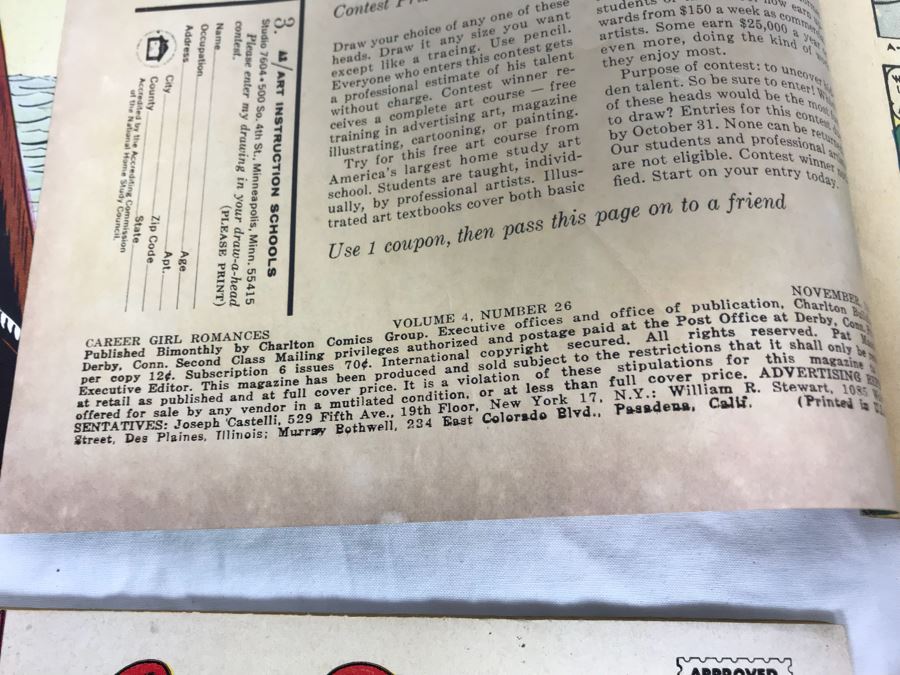 3.
ART INSTRUCTION SCHOOLS
Studio 7604 • 500 So. 4th St., Minneapolis, Minn. 55415
Please enter my drawing in your draw-a-head
contest.
(PLEASE PRINT)
Name
Occupation
Age
Address
Apt.
City
Zip Code
County
State
Accredited by the Accrediting Commission
of the National Home Study Council.
Contest
Draw your choice of any one of these
heads. Draw it any size you want
except like a tracing. Use pencil.
Everyone who enters this contest gets
a professional estimate of his talent
without charge. Contest winner re-
ceives a complete art course — free
training in advertising art, magazine
illustrating, cartooning, or painting.
Try for this free art course from
America's largest home study art
school. Students are taught, individ-
ually, by professional artists. Illus-
trated art textbooks cover both basic
students
wards from $150 a week as
artists. Some earn $25,000 a
even more, doing the kind of
they enjoy most.
Purpose of contest: to uncover
den talent. So be sure to enter!
of these heads would be the
to draw? Entries for this contest
by October 31. None can be
Our students and professional
are not eligible. Contest winner
fied. Start on your entry today.
Use 1 coupon, then pass this page on to a friend
CAREER GIRL ROMANCES VOLUME 4, NUMBER 26 NOVEMBER,
Published Bimonthly by Charlton Comics Group. Executive offices and office of publication, Charlton
Derby, Conn. Second Class Mailing privileges authorized and postage paid at the Post Office at Derby, Conn.
per copy 12¢. Subscription 6 issues 70¢. International copyright secured. All rights reserved. Pat
Executive Editor. This magazine has been produced and sold subject to the restrictions that it shall only be
at retail as published and at full cover price. It is a violation of these stipulations for this magazine
offered for sale by any vendor in a mutilated condition, or at less than full cover price. ADVERTISING
SENTATIVES: Joseph Castelli, 529 Fifth Ave., 19th Floor, New York 17, N.Y.: William R. Stewart, 1085
Street, Des Plaines, Illinois; Murray Bothwell, 234 East Colorado Blvd., Pasadena, Calif. (Printed in
APPROVED